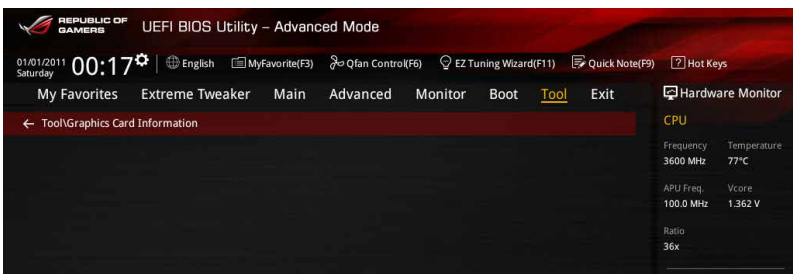 REPUBLIC OF
GAMERS
UEFI BIOS Utility – Advanced Mode
01/01/2011
Saturday
00:17
English
MyFavorite(F3)
Qfan Control(F6)
EZ Tuning Wizard(F11)
Quick Note(F9)
? Hot Keys
My Favorites
Extreme Tweaker
Main
Advanced
Monitor
Boot
Tool
Exit
Hardware Monitor
← Tool\Graphics Card Information
CPU
Frequency Temperature
3600 MHz 77°C
APU Freq. Vcore
100.0 MHz 1.362 V
Ratio
36x